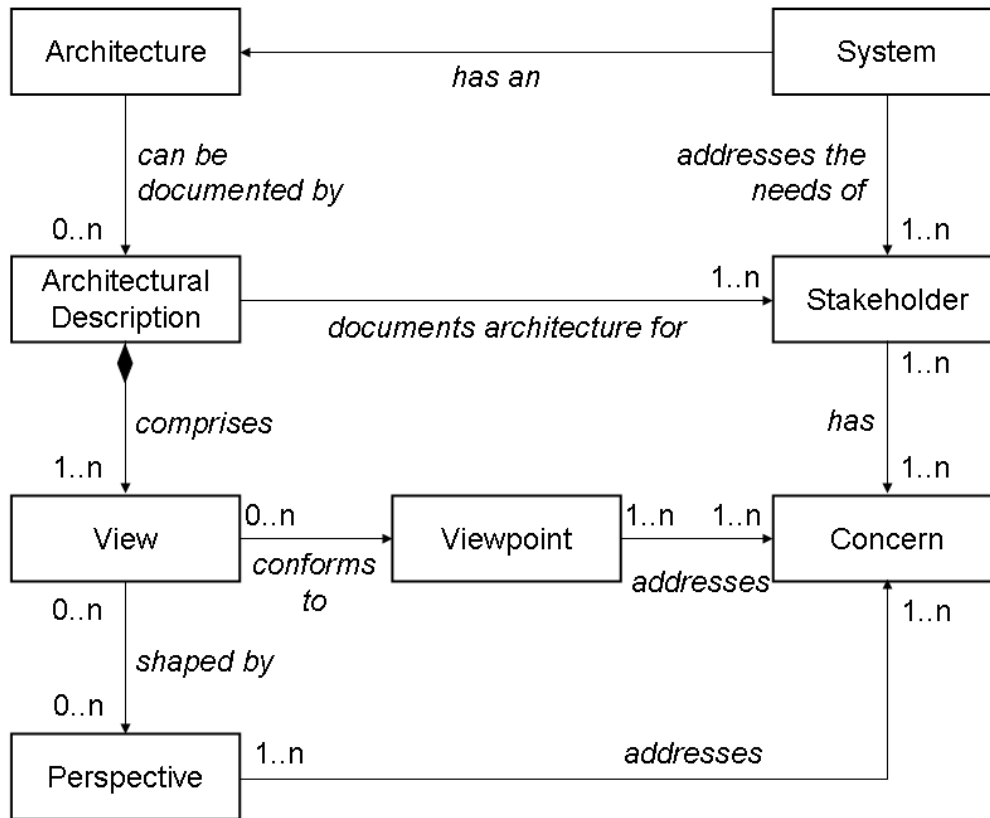 Architecture
System
has an
can be
documented by
addresses the
needs of
0..n
1..n
Architectural
Description
1..n
Stakeholder
documents architecture for
1..n
comprises
has
1..n
1..n
View
0..n
conforms
to
Viewpoint
1..n
1..n
addresses
Concern
0..n
1..n
shaped by
0..n
Perspective
1..n
addresses